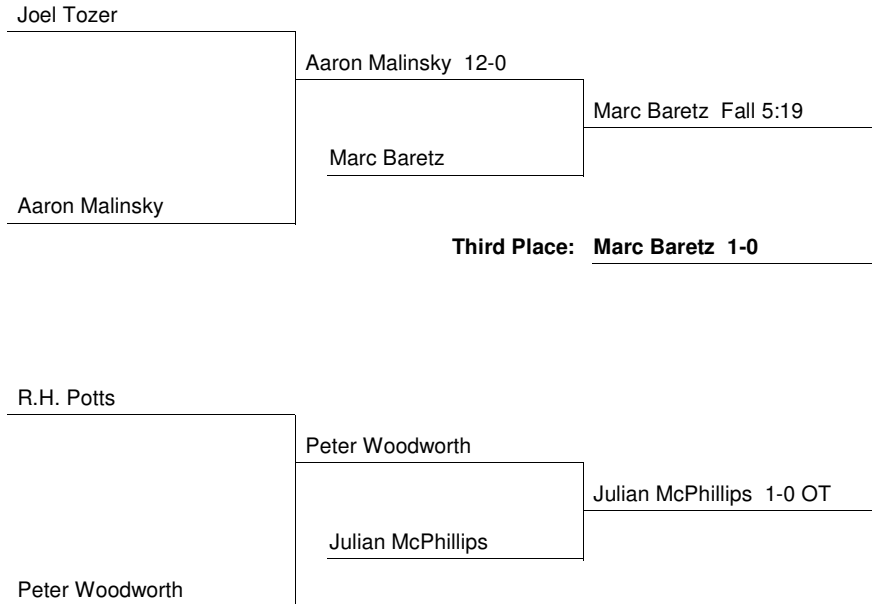 Joel Tozer
Aaron Malinsky 12-0
Marc Baretz Fall 5:19
Marc Baretz
Aaron Malinsky
Third Place: Marc Baretz 1-0
R.H. Potts
Peter Woodworth
Julian McPhillips 1-0 OT
Julian McPhillips
Peter Woodworth